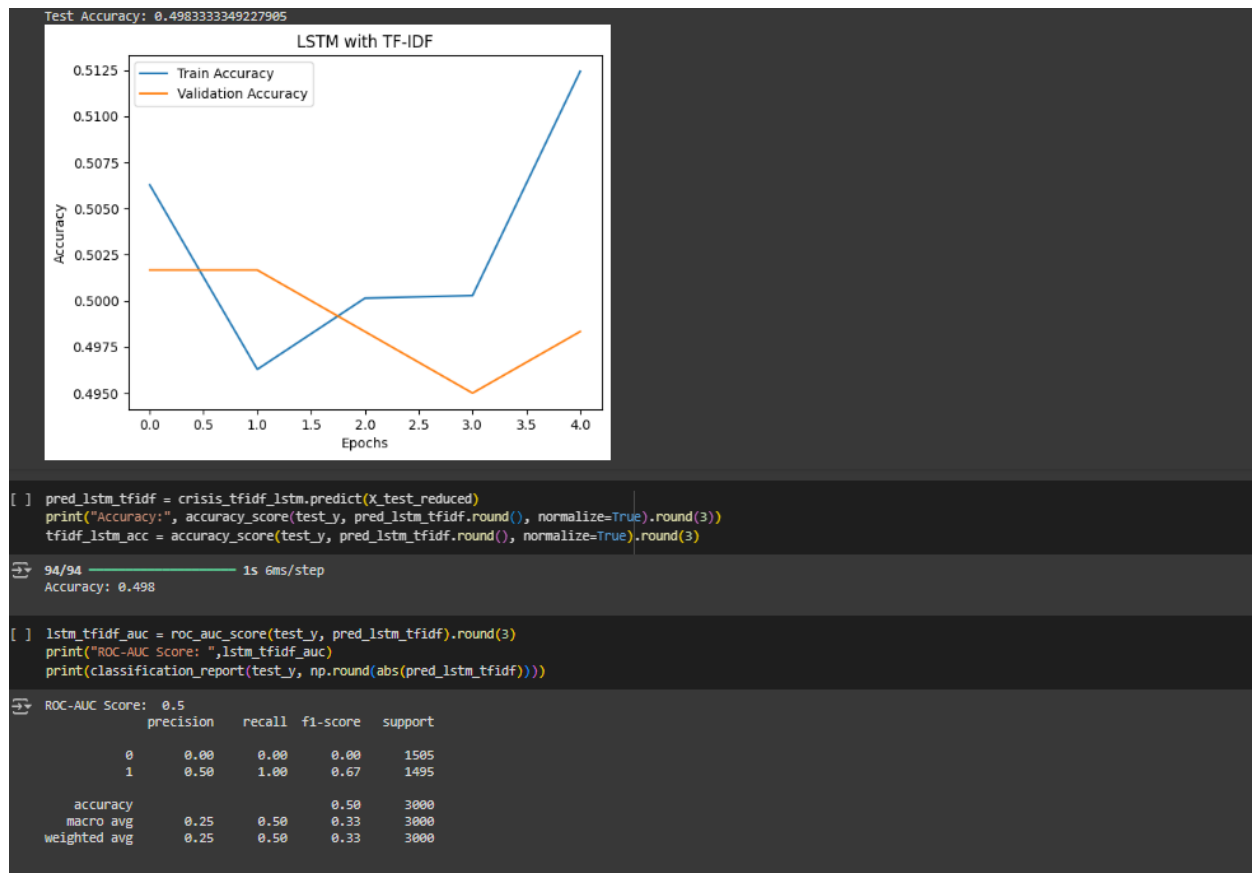 Test Accuracy: 0.4983333349227905
LSTM with TF-IDF
Train Accuracy
Validation Accuracy
0.5125
0.5100
0.5075
0.5050
0.5025
0.5000
0.4975
0.4950
Accuracy
0.0 0.5 1.0 1.5 2.0 2.5 3.0 3.5 4.0
Epochs
[ ] pred_lstm_tfidf = crisis_tfidf_lstm.predict(X_test_reduced)
print("Accuracy:", accuracy_score(test_y, pred_lstm_tfidf.round(), normalize=True).round(3))
tfidf_lstm_acc = accuracy_score(test_y, pred_lstm_tfidf.round(), normalize=True).round(3)
94/94 1s 6ms/step
Accuracy: 0.498
[ ] lstm_tfidf_auc = roc_auc_score(test_y, pred_lstm_tfidf).round(3)
print("ROC-AUC Score: ",lstm_tfidf_auc)
print(classification_report(test_y, np.round(abs(pred_lstm_tfidf))))
ROC-AUC Score:  0.5
precision recall f1-score support
0 0.00 0.00 0.00 1505
1 0.50 1.00 0.67 1495
accuracy 0.50 3000
macro avg 0.25 0.50 0.33 3000
weighted avg 0.25 0.50 0.33 3000